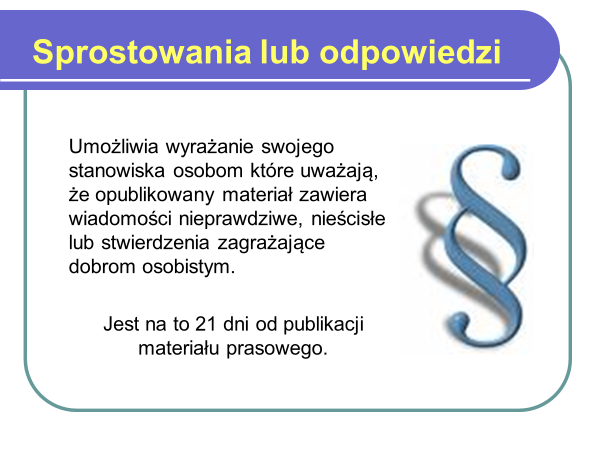 Sprostowania lub odpowiedzi
Umożliwia wyrażanie swojego
stanowiska osobom które uważają,
że opublikowany materiał zawiera
wiadomości nieprawdziwe, nieścisłe
lub stwierdzenia zagrażające
dobrom osobistym.
Jest na to 21 dni od publikacji
materiału prasowego.
§